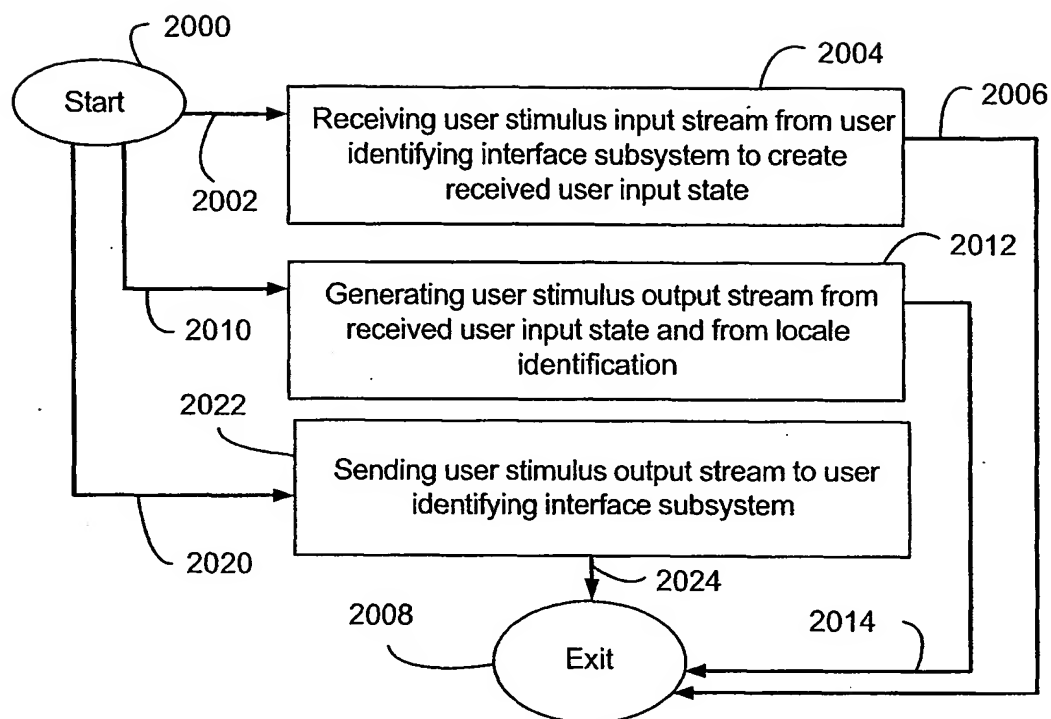 2000
Start
2002
2004
2006
Receiving user stimulus input stream from user
identifying interface subsystem to create
received user input state
2010
2012
Generating user stimulus output stream from
received user input state and from locale
identification
2022
Sending user stimulus output stream to user
identifying interface subsystem
2020
2024
2008
Exit
2014